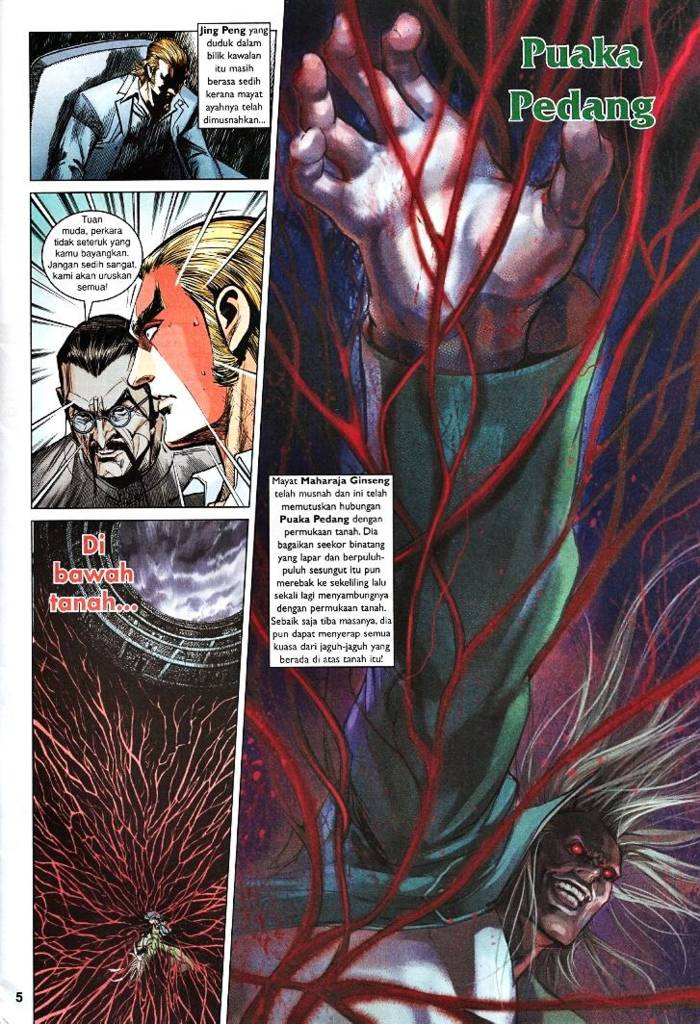 Jing Peng yang
duduk dalam
bilik kawalan
itu masih
berasa sedih
kerana mayat
ayahnya telah
dimusnahkan...
Tuan
muda, perkara
tidak seteruk yang
kamu bayangkan.
Jangan sedih sangat,
kami akan uruskan
semua!
Di
bawah
tanah...
Puaka
Pedang
Mayat Maharaja Ginseng
telah musnah dan ini telah
memutuskan hubungan
Puaka Pedang dengan
permukaan tanah. Dia
bagaikan seekor binatang
yang lapar dan berpuluh-
puluh sesungut itu pun
merebak ke sekeliling lalu
sekali lagi menyambungnya
dengan permukaan tanah.
Sebaik saja tiba masanya, dia
pun dapat menyerap semua
kuasa dari jaguh-jaguh yang
berada di atas tanah itu!
5